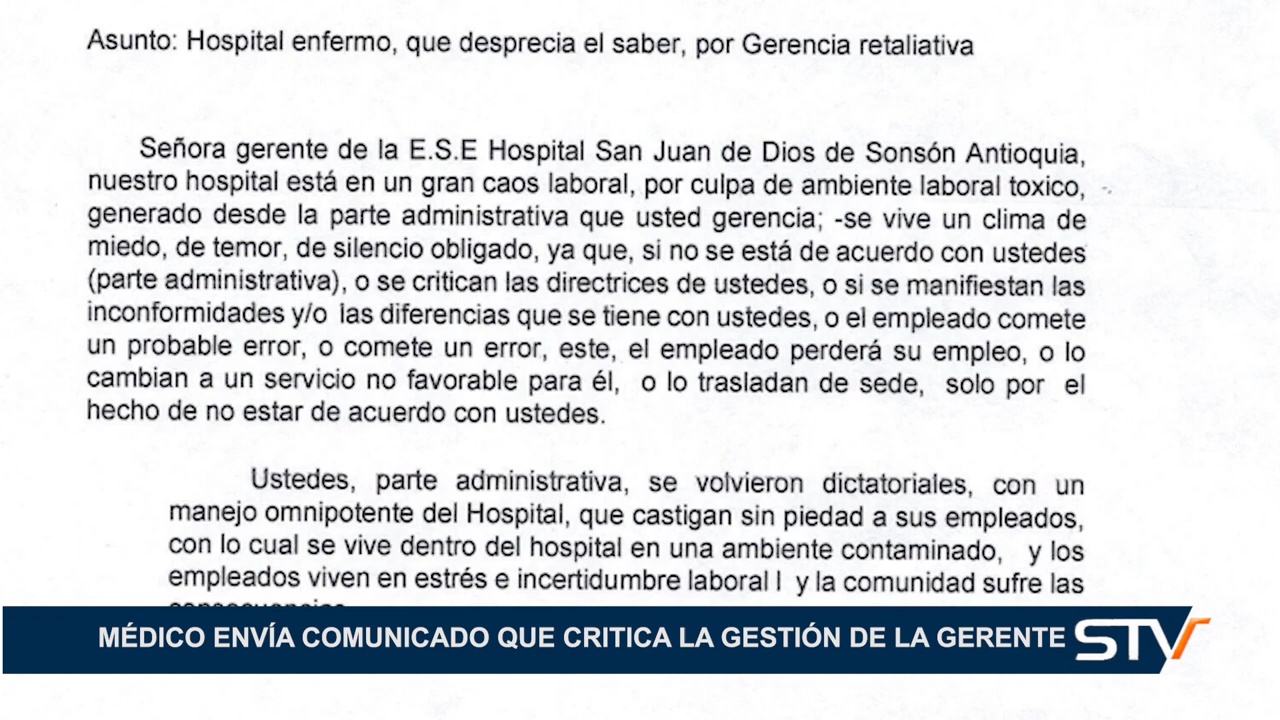 Asunto: Hospital enfermo, que desprecia el saber, por Gerencia retaliativa
Señora gerente de la E.S.E Hospital San Juan de Dios de Sonsón Antioquia,
nuestro hospital está en un gran caos laboral, por culpa de ambiente laboral toxico,
generado desde la parte administrativa que usted gerencia; -se vive un clima de
miedo, de temor, de silencio obligado, ya que, si no se está de acuerdo con ustedes
(parte administrativa), o se critican las directrices de ustedes, o si se manifiestan las
inconformidades y/o las diferencias que se tiene con ustedes, o el empleado comete
un probable error, o comete un error, este, el empleado perderá su empleo, o lo
cambian a un servicio no favorable para él, o lo trasladan de sede, solo por el
hecho de no estar de acuerdo con ustedes.
Ustedes, parte administrativa, se volvieron dictatoriales, con un
manejo omnipotente del Hospital, que castigan sin piedad a sus empleados,
con lo cual se vive dentro del hospital en una ambiente contaminado, y los
empleados viven en estrés e incertidumbre laboral l y la comunidad sufre las
MÉDICO ENVÍA COMUNICADO QUE CRITICA LA GESTIÓN DE LA GERENTE
STV